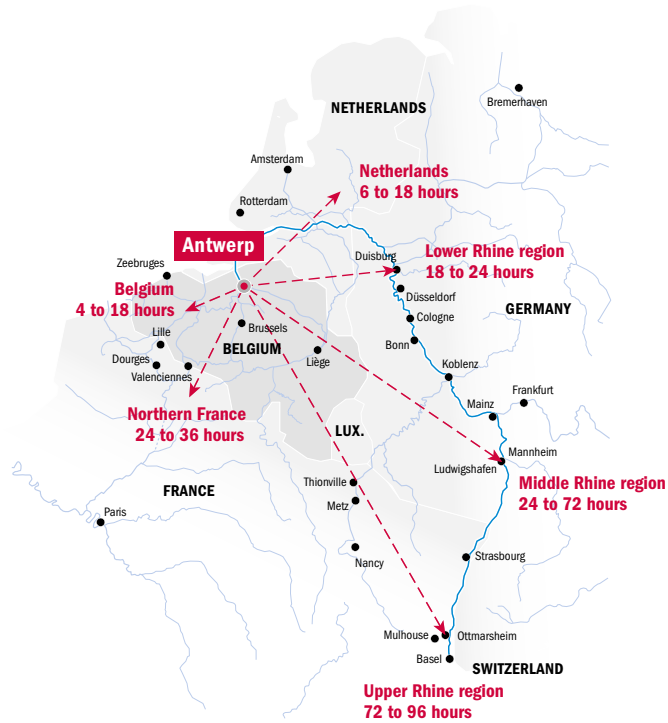 Bremerhaven
NETHERLANDS
Amsterdam
Netherlands
6 to 18 hours
Rotterdam
Antwerp
Duisburg
Lower Rhine region
18 to 24 hours
Zeebruges
Belgium
4 to 18 hours
Düsseldorf
GERMANY
Cologne
Brussels
Lille
BELGIUM
Bonn
Dourges
Liège
Valenciennes
Koblenz
Frankfurt
Mainz
Northern France
24 to 36 hours
LUX.
Mannheim
Ludwigshafen
Thionville
Middle Rhine region
24 to 72 hours
FRANCE
Metz
Paris
Strasbourg
Nancy
Mulhouse
Ottmarsheim
Basel
SWITZERLAND
Upper Rhine region
72 to 96 hours